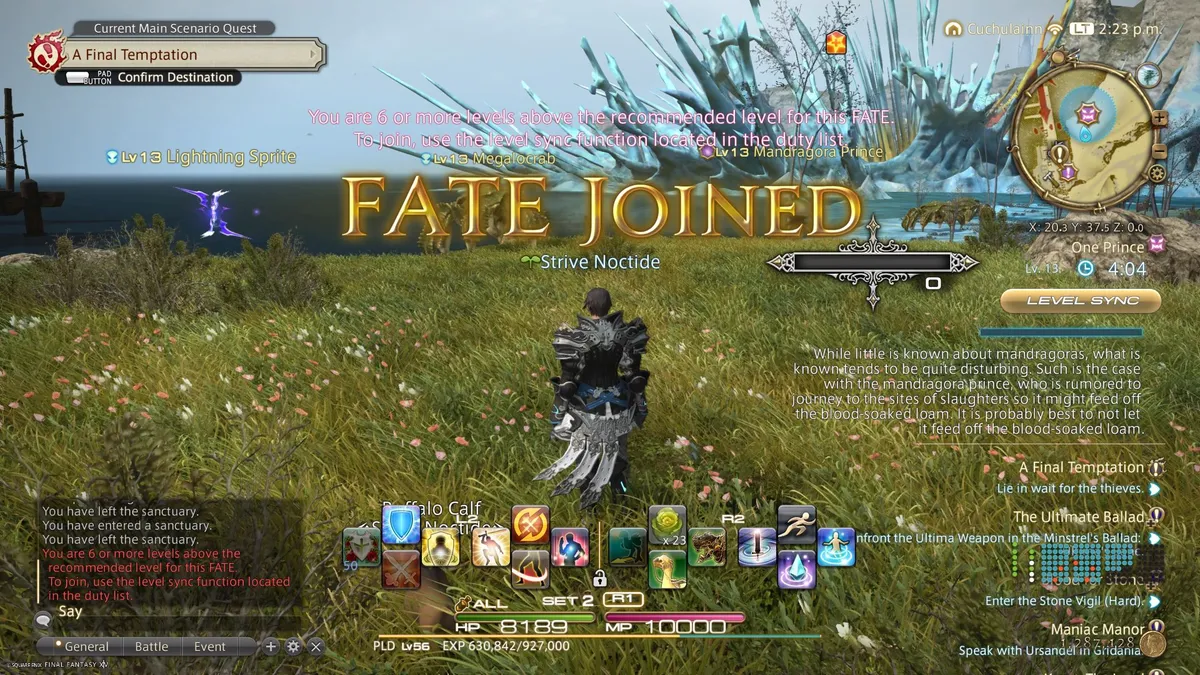 Current Main Scenario Quest
A Final Temptation
PAD BUTTON Confirm Destination
Cuchulainn LT 2:23 p.m.
You are 6 or more levels above the recommended level for this FATE.
To join, use the level sync function located in the duty list.
Lv13 Lightning Sprite
Lv13 Megalocrab
Lv13 Mandragora Prince
FATE JOINED
X: 20.3 Y: 37.5 Z: 0.0
One Prince
Lv. 13 4:04
Strive Noctide
0
LEVEL SYNC
While little is known about mandragoras, what is
known tends to be quite disturbing. Such is the case
with the mandragora prince, who is rumored to
journey to the sites of slaughters so it might feed off
the blood-soaked loam. It is probably best to not let
it feed off the blood-soaked loam.
A Final Temptation
Lie in wait for the thieves.
The Ultimate Ballad
nfront the Ultima Weapon in the Minstrel's Ballad:
Stone
Enter the Stone Vigil (Hard).
Maniac Manor
Speak with Ursandel in Gridania.
You have left the sanctuary.
You have entered a sanctuary.
You have left the sanctuary.
You are 6 or more levels above the
recommended level for this FATE.
To join, use the level sync function located
in the duty list.
Say
General Battle Event
Buffalo Calf
L2 R2
50
x 23
ALL SET 2 R1
HP 8189 MP 10000
PLD Lv56 EXP 630,842/927,000
© SQUARE ENIX FINAL FANTASY XIV